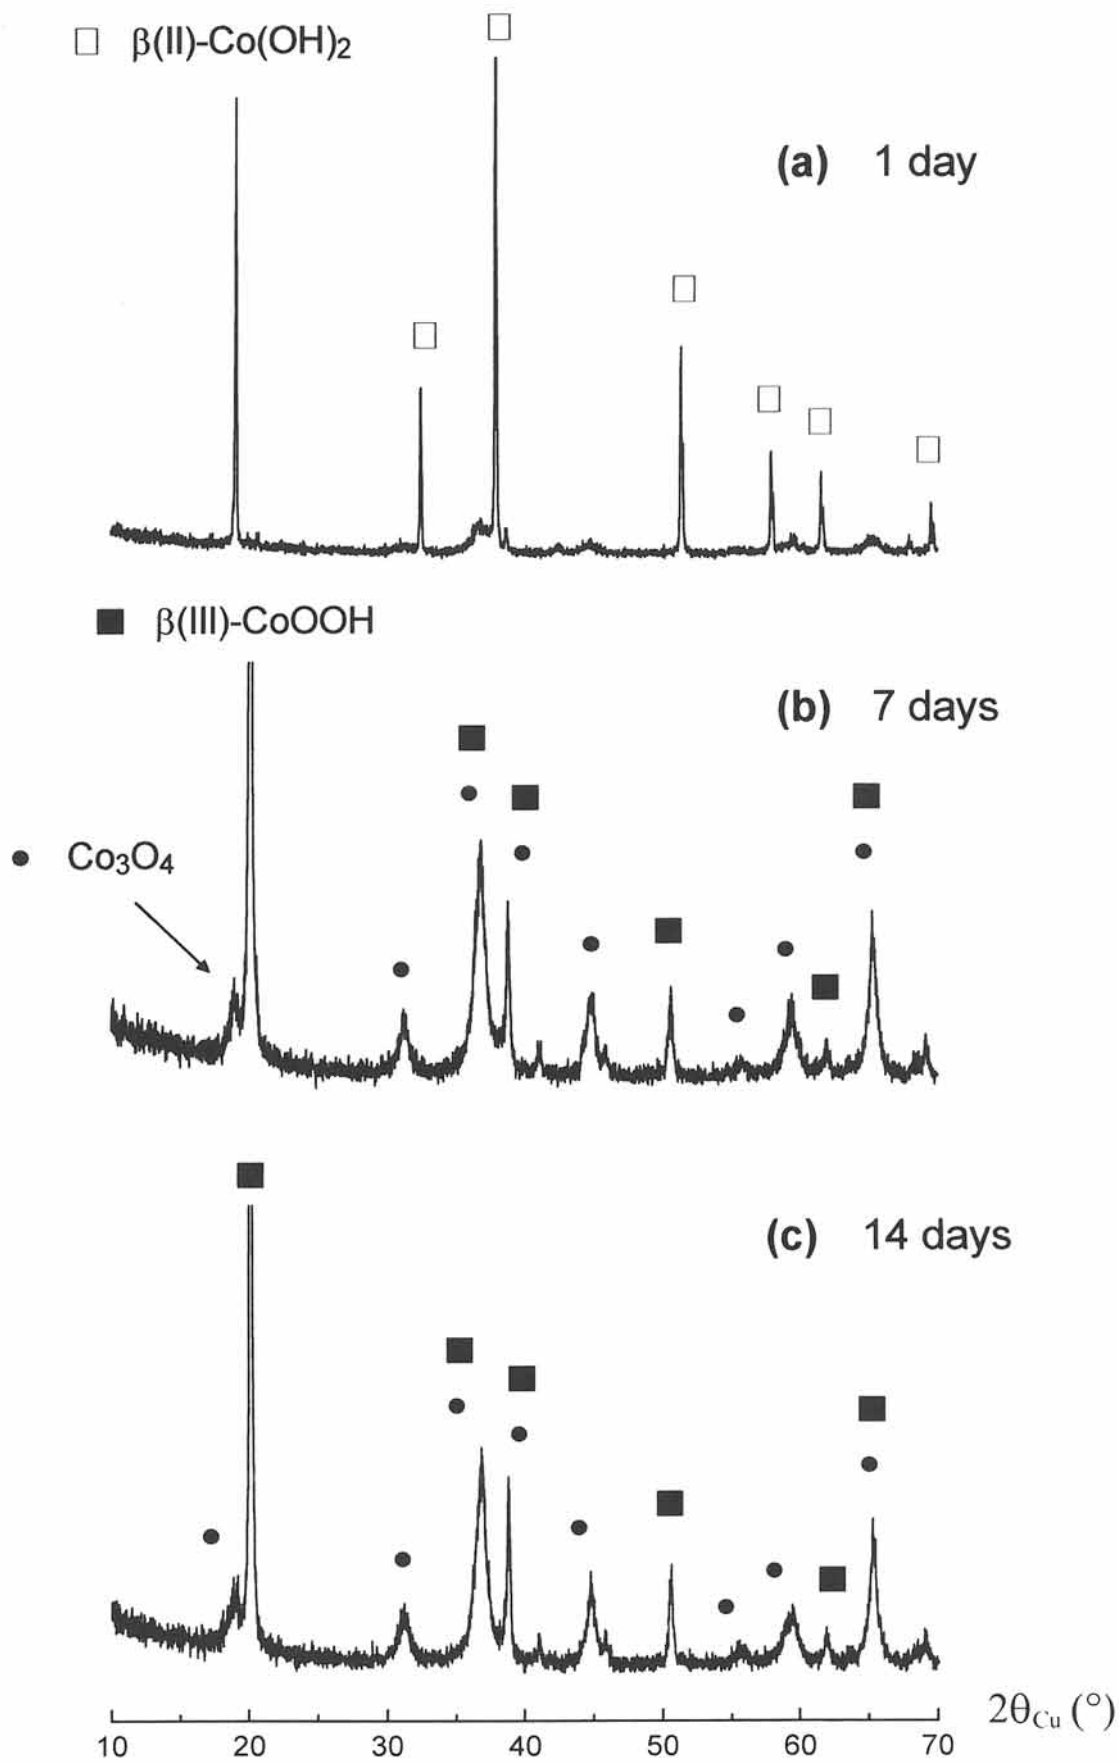 β(II)-Co(OH)₂
(a) 1 day
β(III)-CoOOH
(b) 7 days
Co₃O₄
(c) 14 days
2θCu (°)
10 20 30 40 50 60 70